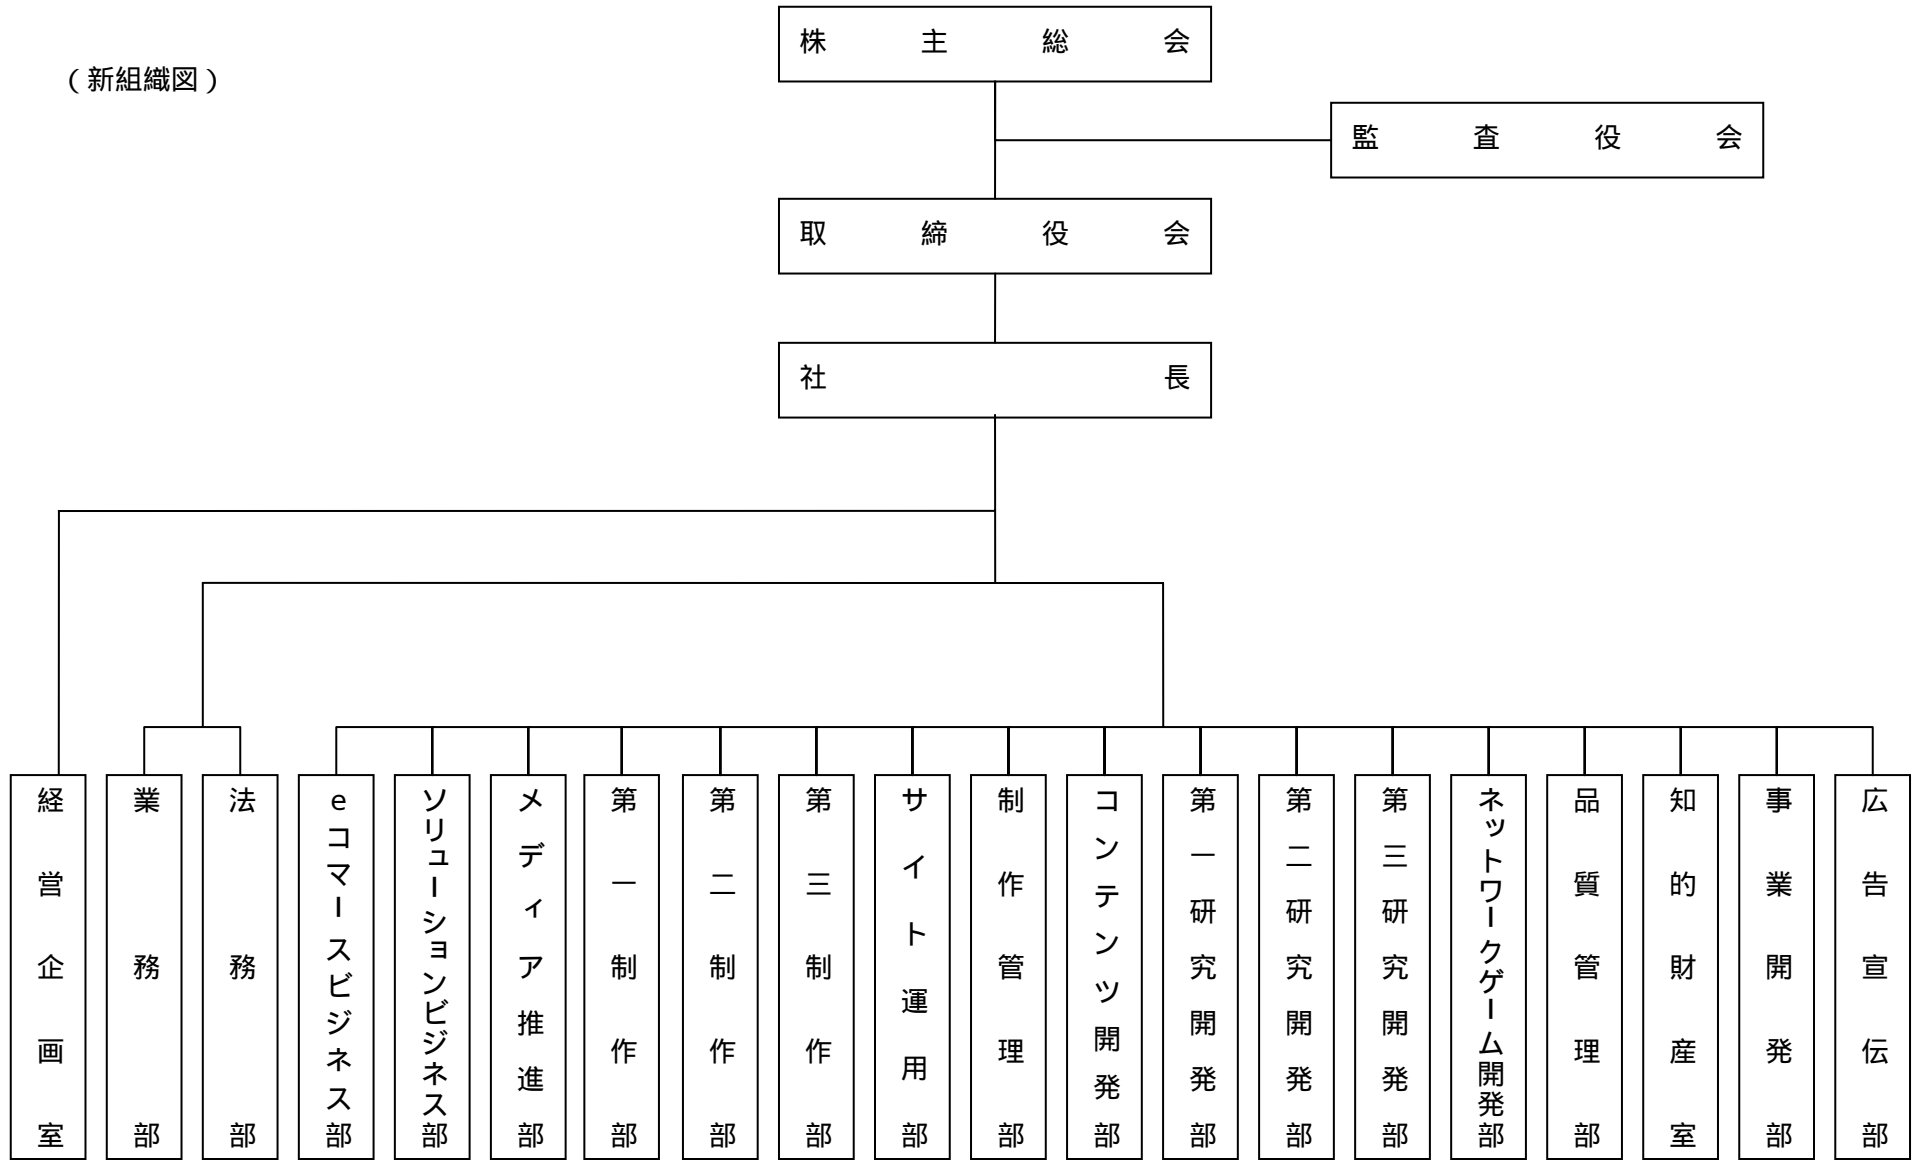 株主総会
（新組織図）
監査役会
取締役会
社長
経営企画室
業務部
法務部
eコマースビジネス部
ソリューションビジネス部
メディア推進部
第一制作部
第二制作部
第三制作部
サイト運用部
制作管理部
コンテンツ開発部
第一研究開発部
第二研究開発部
第三研究開発部
ネットワークゲーム開発部
品質管理部
知的財産室
事業開発部
広告宣伝部